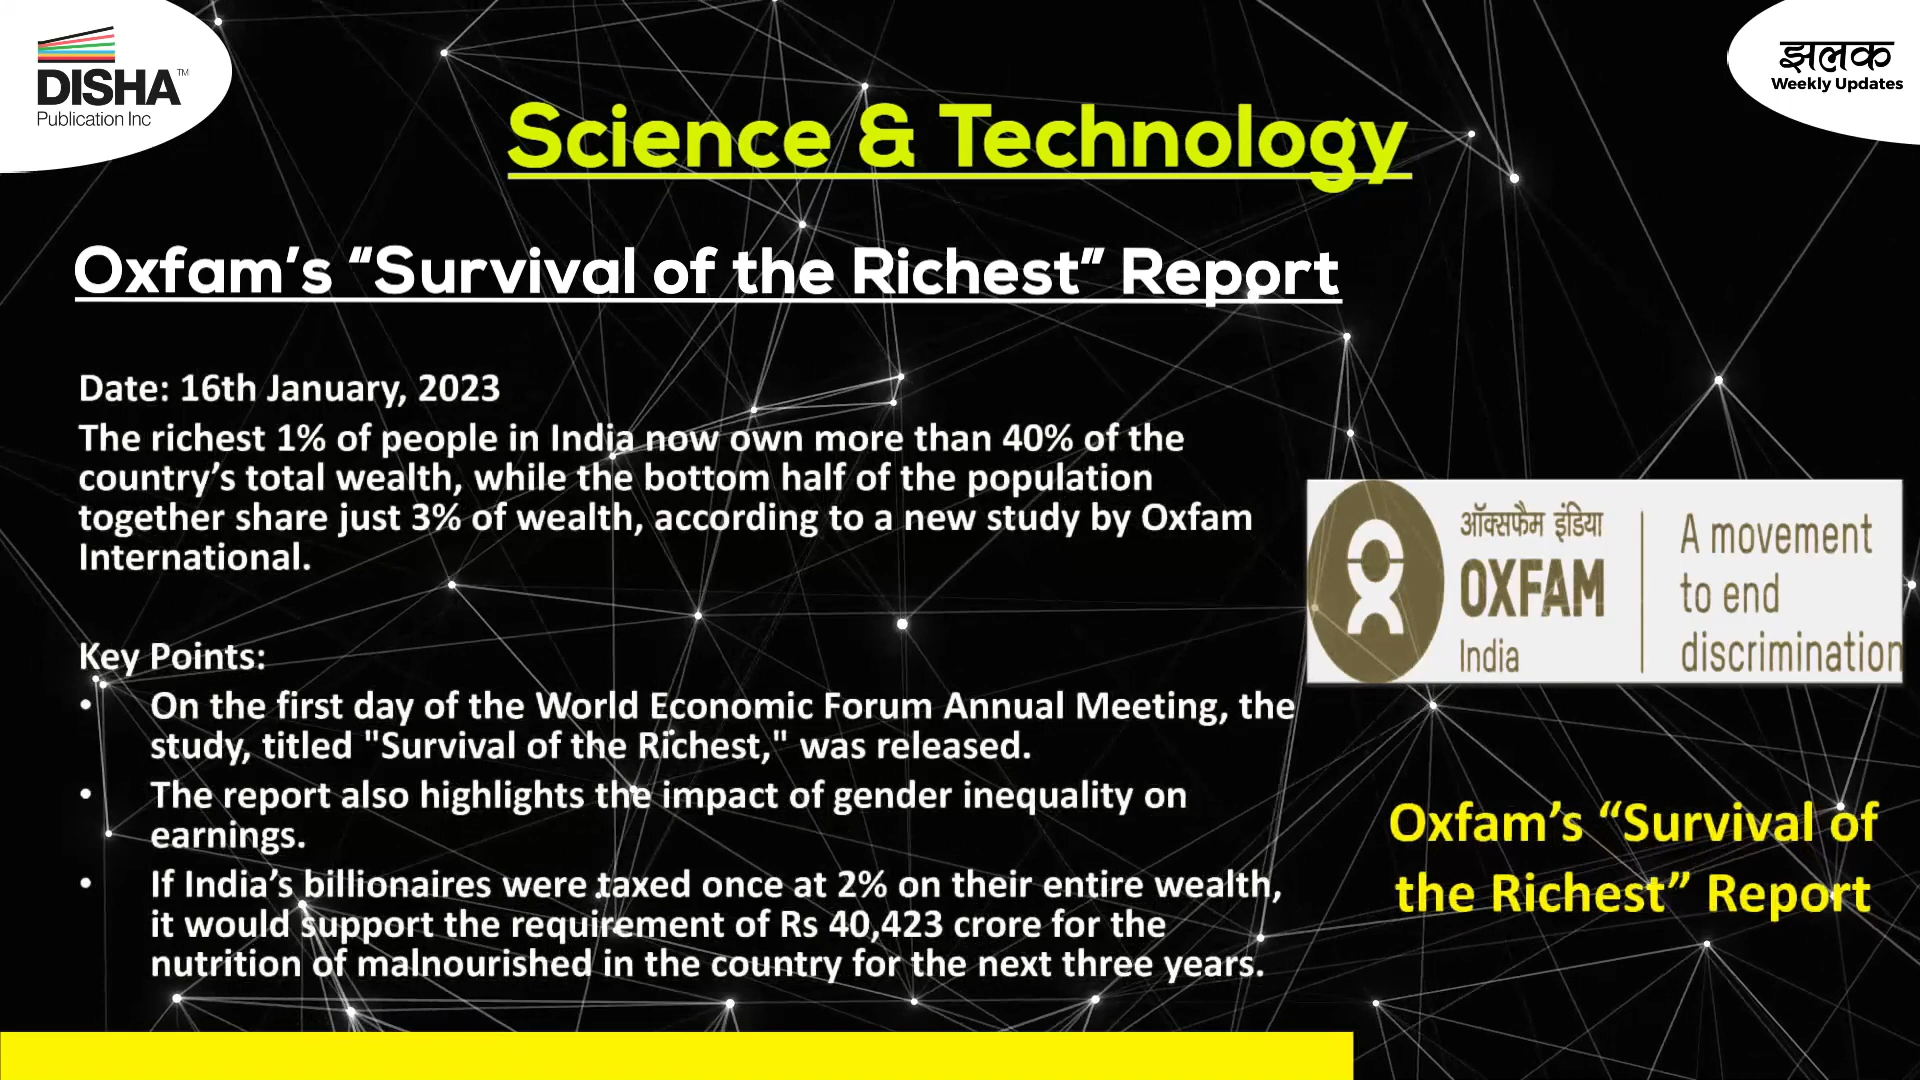 DISHA™
Publication Inc
झलक
Weekly Updates
Science & Technology
Oxfam’s “Survival of the Richest” Report
Date: 16th January, 2023
The richest 1% of people in India now own more than 40% of the
country’s total wealth, while the bottom half of the population
together share just 3% of wealth, according to a new study by Oxfam
International.
Key Points:
• On the first day of the World Economic Forum Annual Meeting, the
study, titled "Survival of the Richest," was released.
• The report also highlights the impact of gender inequality on
earnings.
• If India’s billionaires were taxed once at 2% on their entire wealth,
it would support the requirement of Rs 40,423 crore for the
nutrition of malnourished in the country for the next three years.
ऑक्सफैम इंडिया
OXFAM
India
A movement
to end
discrimination
Oxfam’s “Survival of
the Richest” Report